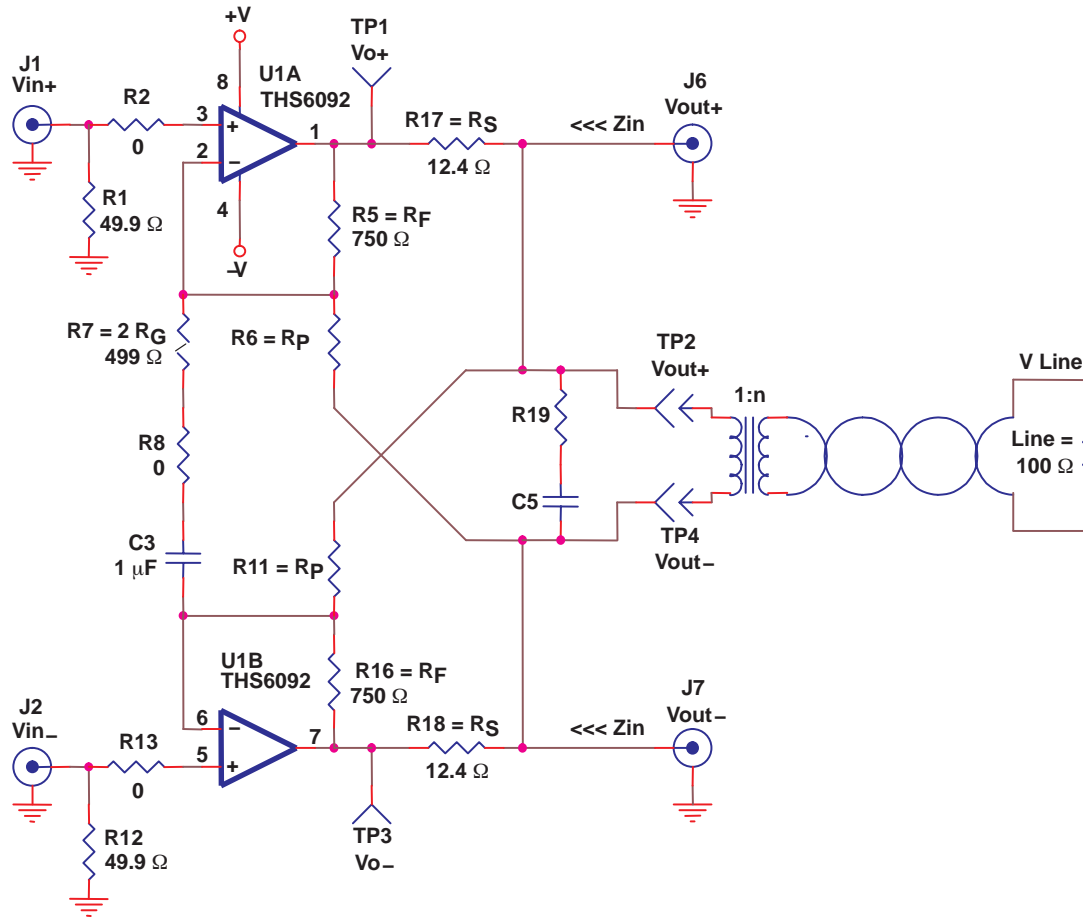 +V
TP1
Vo+
J1
Vin+
8
U1A
THS6092
J6
Vout+
R2
3
+
1
R17 = RS
<<< Zin
0
2
−
12.4 Ω
R1
49.9 Ω
4
R5 = RF
750 Ω
−V
R7 = 2 RG
499 Ω
R6 = RP
TP2
Vout+
V Line
1:n
R19
R8
0
Line =
100 Ω
C5
C3
1 μF
TP4
Vout−
R11 = RP
U1B
THS6092
R16 = RF
750 Ω
J2
Vin−
6
−
7
R18 = RS
<<< Zin
J7
Vout−
R13
5
+
12.4 Ω
0
R12
49.9 Ω
TP3
Vo−